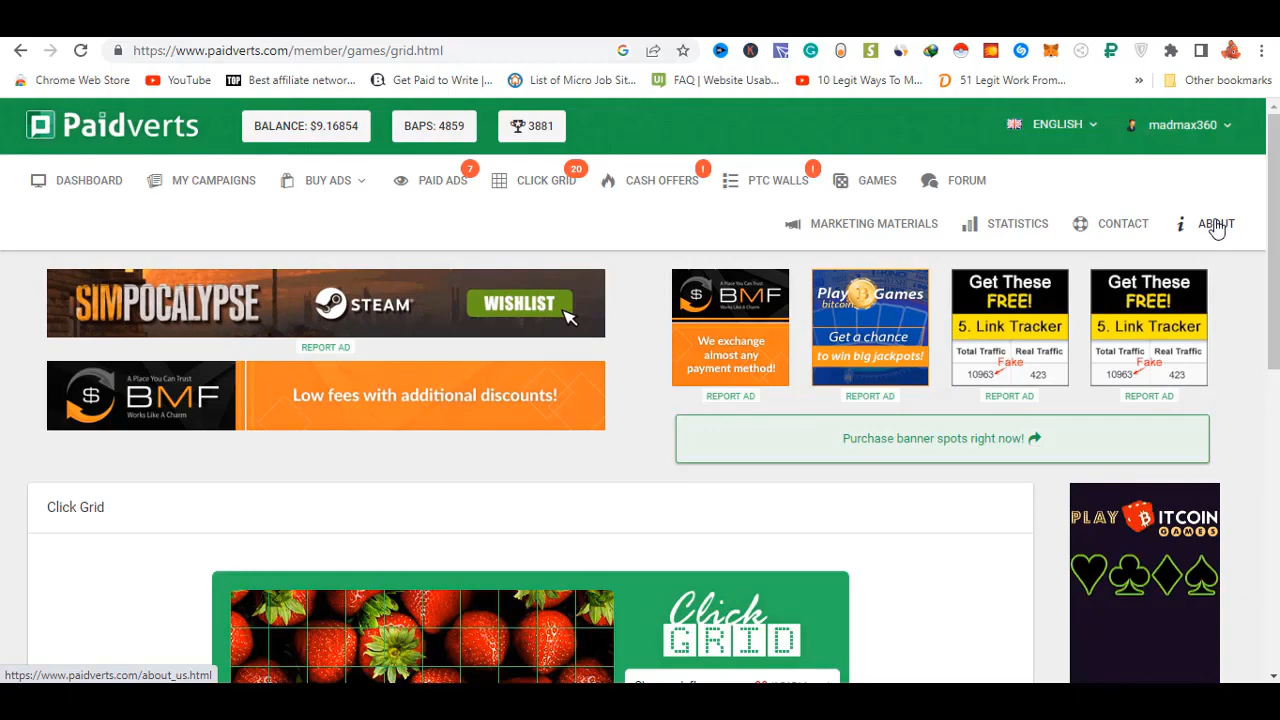 https://www.paidverts.com/member/games/grid.html
Chrome Web Store YouTube TOP Best affiliate networ... Get Paid to Write |... List of Micro Job Sit... UI FAQ | Website Usab... 10 Legit Ways To M... 51 Legit Work From... » Other bookmarks
Paidverts BALANCE: $9.16854 BAPS: 4859 3881 ENGLISH madmax360
DASHBOARD MY CAMPAIGNS BUY ADS PAID ADS 7 CLICK GRID 20 CASH OFFERS ! PTC WALLS ! GAMES FORUM
MARKETING MATERIALS STATISTICS CONTACT i ABOUT
SIMPOCALYPSE STEAM WISHLIST
REPORT AD
A Place You Can Trust
BMF
Works Like A Charm
Low fees with additional discounts!
BMF
We exchange
almost any
payment method!
REPORT AD
Play Games
bitcoin
Get a chance
to win big jackpots!
REPORT AD
Get These
FREE!
5. Link Tracker
Total Traffic Real Traffic
Fake
10963 423
REPORT AD
Get These
FREE!
5. Link Tracker
Total Traffic Real Traffic
Fake
10963 423
REPORT AD
Purchase banner spots right now!
Click Grid
PLAY BITCOIN
GAMES
Click
GRID
https://www.paidverts.com/about_us.html